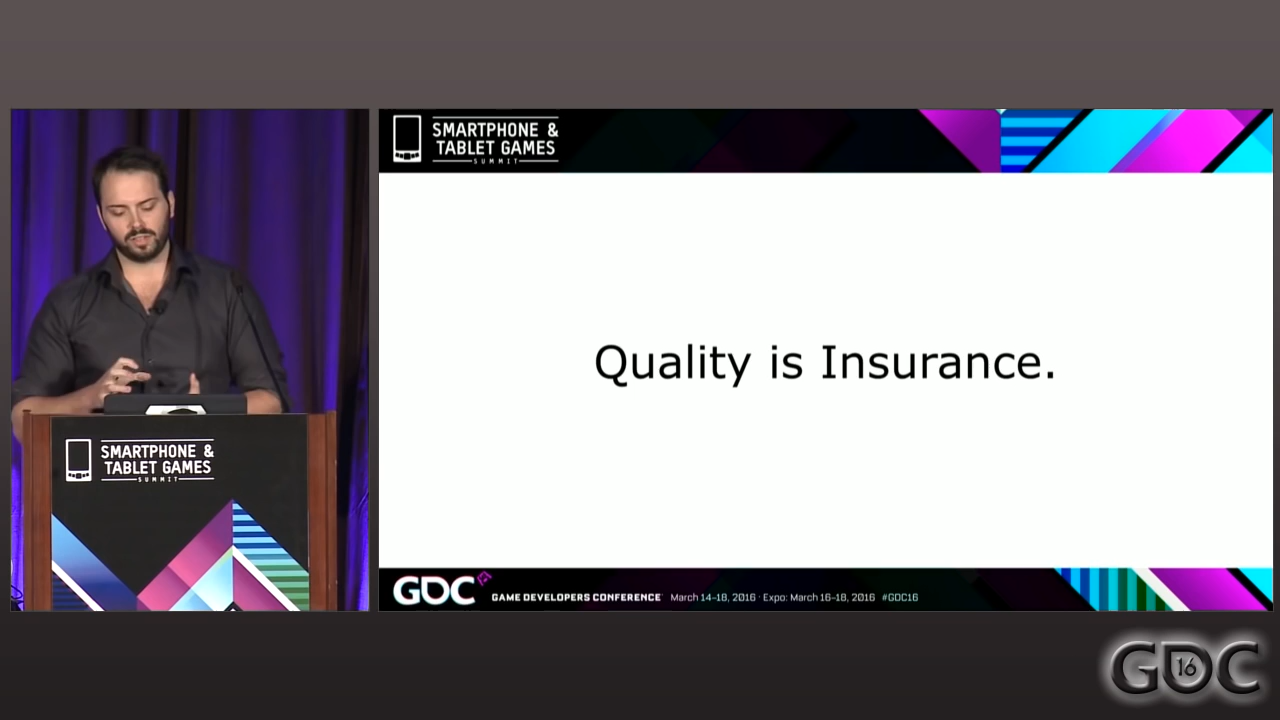 SMARTPHONE &
TABLET GAMES
SUMMIT
Quality is Insurance.
SMARTPHONE &
TABLET GAMES
SUMMIT
GDC GAME DEVELOPERS CONFERENCE March 14-18, 2016 · Expo: March 16-18, 2016 #GDC16
GDC 16